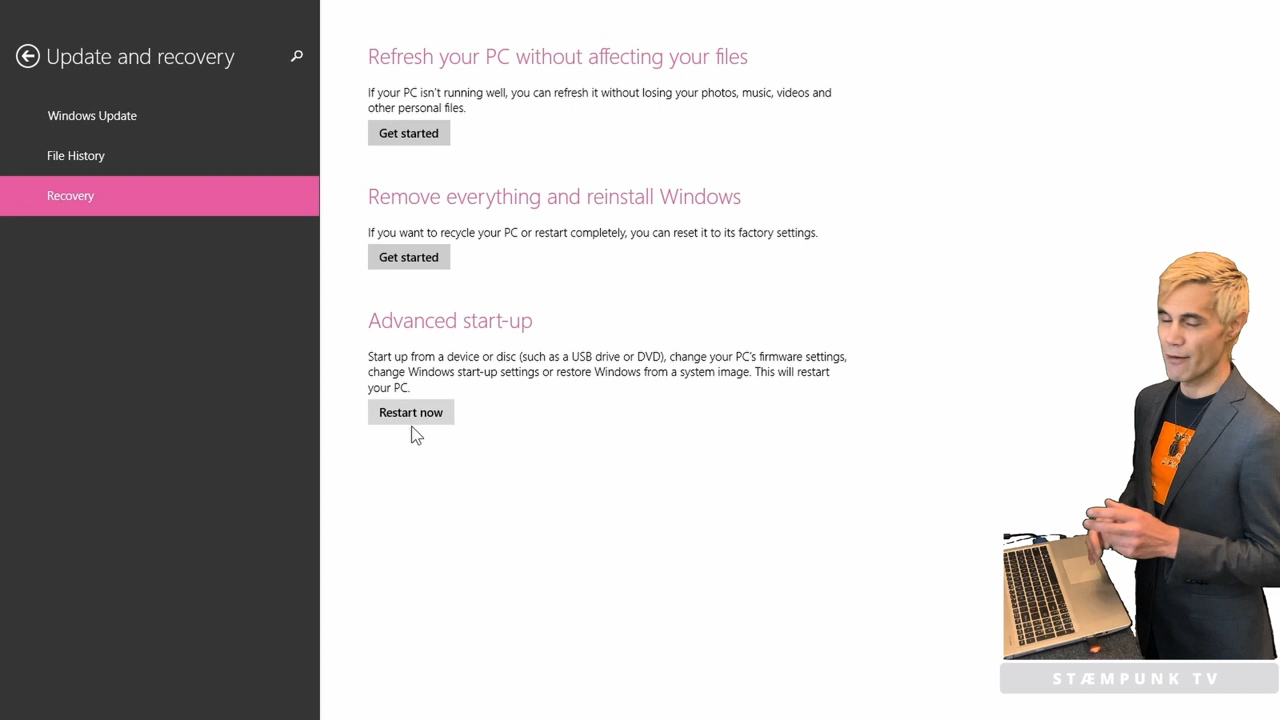 Update and recovery
Windows Update
File History
Recovery
Refresh your PC without affecting your files
If your PC isn't running well, you can refresh it without losing your photos, music, videos and
other personal files.
Get started
Remove everything and reinstall Windows
If you want to recycle your PC or restart completely, you can reset it to its factory settings.
Get started
Advanced start-up
Start up from a device or disc (such as a USB drive or DVD), change your PC's firmware settings,
change Windows start-up settings or restore Windows from a system image. This will restart
your PC.
Restart now
STÆMPUNK TV